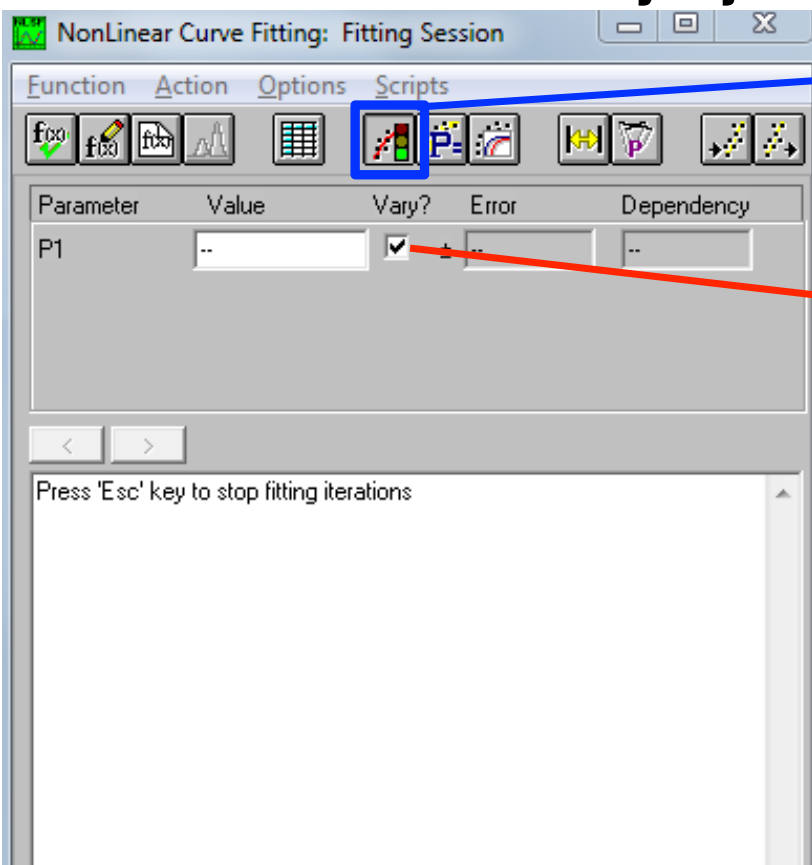 NLSF NonLinear Curve Fitting: Fitting Session
Function Action Options Scripts
f(x) f(x) f(x) P= P
Parameter Value Vary? Error Dependency
P1 -- ± -- --
< >
Press 'Esc' key to stop fitting iterations